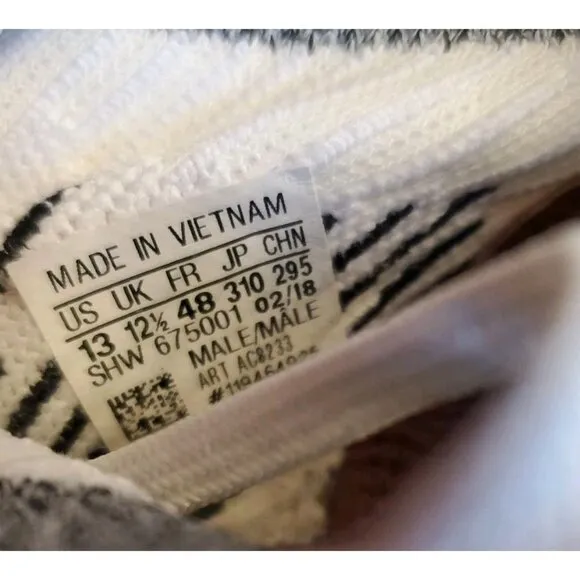 MADE IN VIETNAM
US UK FR JP CHN
13 12½ 48 310 295
SHW 675001 02/18
MALE/MÂLE
ART AC8233